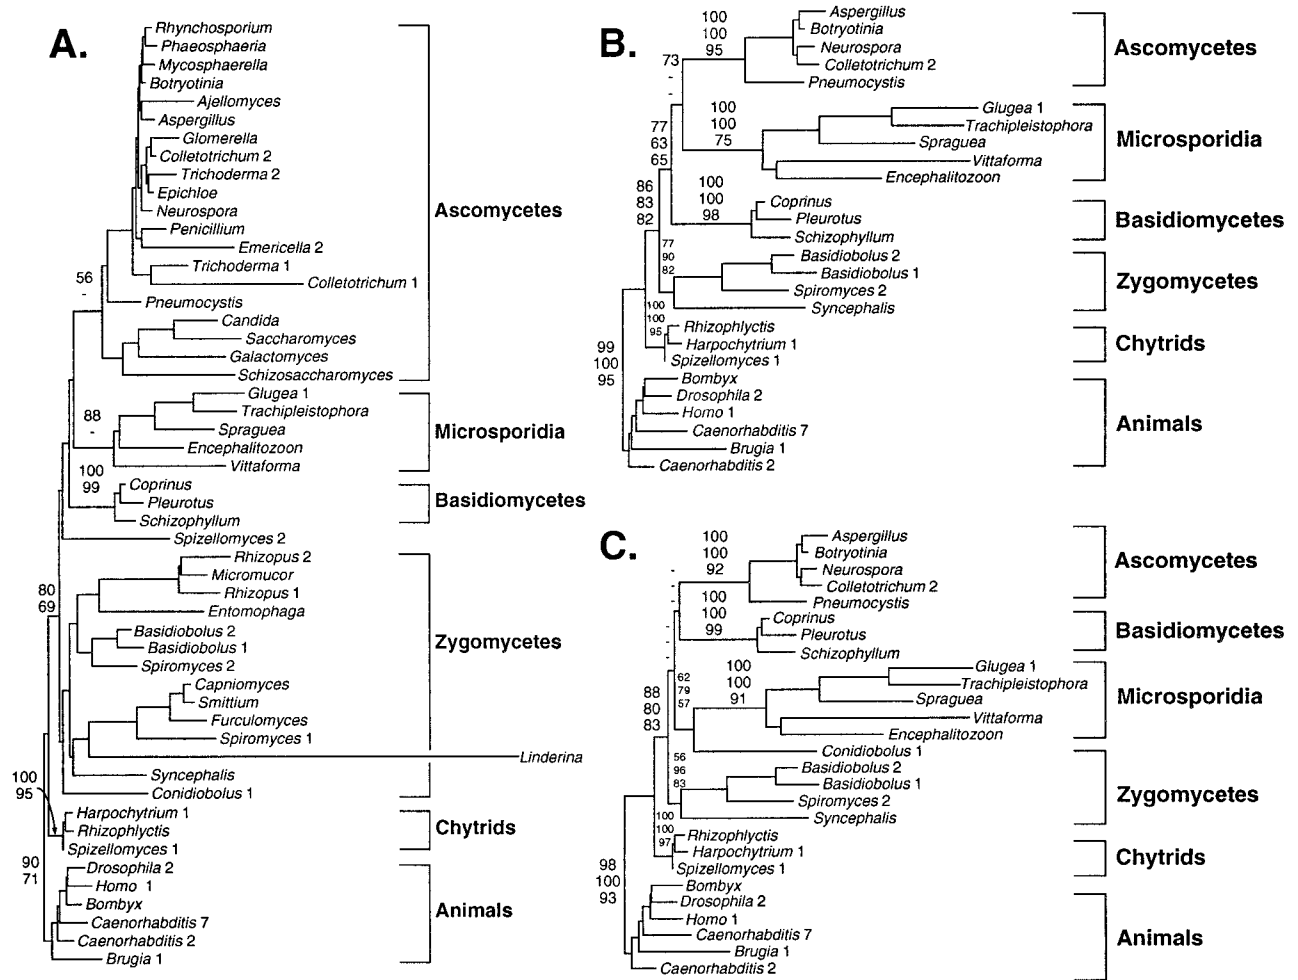 A.
Rhynchosporium
Phaeosphaeria
Mycosphaerella
Botryotinia
Ajellomyces
Aspergillus
Glomerella
Colletotrichum 2
Trichoderma 2
Epichloe
Neurospora
Penicillium
Emericella 2
Trichoderma 1
Colletotrichum 1
Pneumocystis
Candida
Saccharomyces
Galactomyces
Schizosaccharomyces
Ascomycetes
56
-
Glugea 1
Trachipleistophora
Spraguea
Encephalitozoon
Vittaforma
Microsporidia
88
-
100
99
Coprinus
Pleurotus
Schizophyllum
Basidiomycetes
Spizellomyces 2
80
69
Rhizopus 2
Micromucor
Rhizopus 1
Entomophaga
Basidiobolus 2
Basidiobolus 1
Spiromyces 2
Capniomyces
Smittium
Furculomyces
Spiromyces 1
Linderina
Syncephalis
Conidiobolus 1
Zygomycetes
100
95
Harpochytrium 1
Rhizophlyctis
Spizellomyces 1
Chytrids
90
71
Drosophila 2
Homo 1
Bombyx
Caenorhabditis 7
Caenorhabditis 2
Brugia 1
Animals
B.
100
100
95
73
-
-
Aspergillus
Botryotinia
Neurospora
Colletotrichum 2
Pneumocystis
Ascomycetes
100
100
75
77
63
65
Glugea 1
Trachipleistophora
Spraguea
Vittaforma
Encephalitozoon
Microsporidia
86
83
82
100
100
98
Coprinus
Pleurotus
Schizophyllum
Basidiomycetes
77
90
82
Basidiobolus 2
Basidiobolus 1
Spiromyces 2
Syncephalis
Zygomycetes
100
100
95
Rhizophlyctis
Harpochytrium 1
Spizellomyces 1
Chytrids
99
100
95
Bombyx
Drosophila 2
Homo 1
Caenorhabditis 7
Brugia 1
Caenorhabditis 2
Animals
C.
100
100
92
-
-
-
Aspergillus
Botryotinia
Neurospora
Colletotrichum 2
Pneumocystis
Ascomycetes
100
100
99
-
-
-
Coprinus
Pleurotus
Schizophyllum
Basidiomycetes
62
79
57
100
100
91
Glugea 1
Trachipleistophora
Spraguea
Vittaforma
Encephalitozoon
Microsporidia
88
80
83
Conidiobolus 1
56
96
83
Basidiobolus 2
Basidiobolus 1
Spiromyces 2
Syncephalis
Zygomycetes
100
100
97
Rhizophlyctis
Harpochytrium 1
Spizellomyces 1
Chytrids
98
100
93
Bombyx
Drosophila 2
Homo 1
Caenorhabditis 7
Brugia 1
Caenorhabditis 2
Animals